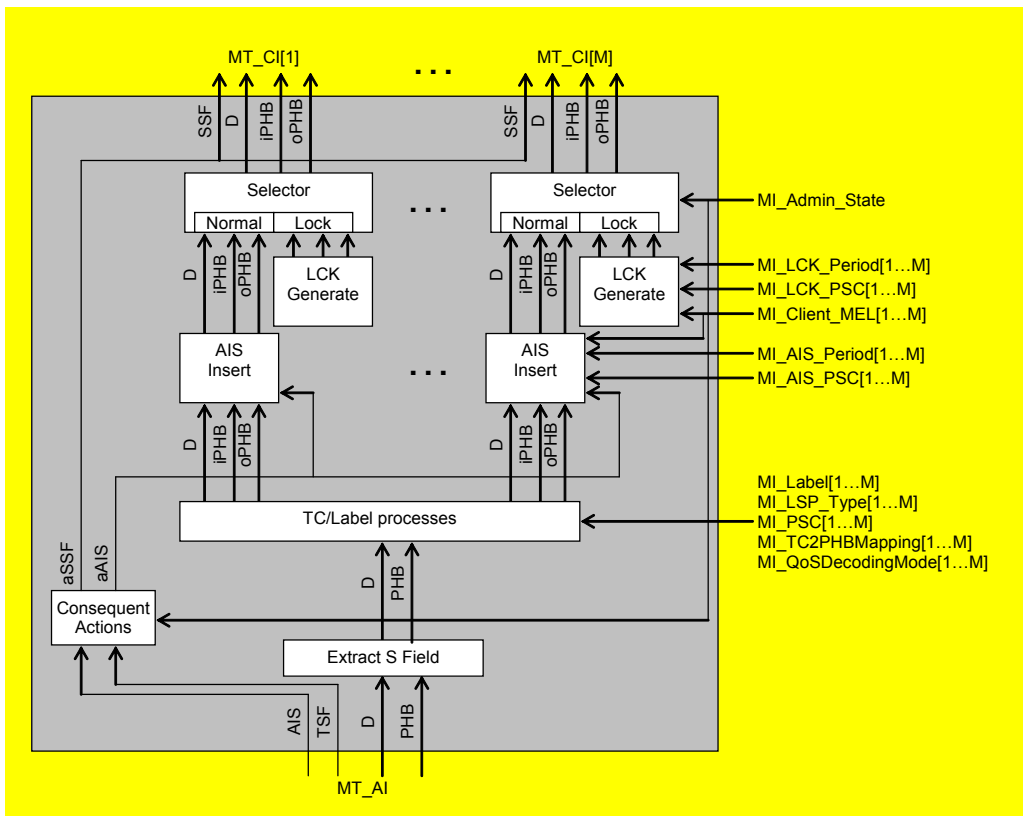 MT_CI[1]
...
MT_CI[M]
SSF
D
iPHB
oPHB
SSF
D
iPHB
oPHB
Selector
Normal
Lock
...
Selector
Normal
Lock
MI_Admin_State
D
iPHB
oPHB
LCK
Generate
D
iPHB
oPHB
LCK
Generate
MI_LCK_Period[1...M]
MI_LCK_PSC[1...M]
MI_Client_MEL[1...M]
AIS
Insert
...
AIS
Insert
MI_AIS_Period[1...M]
MI_AIS_PSC[1...M]
D
iPHB
oPHB
D
iPHB
oPHB
TC/Label processes
MI_Label[1...M]
MI_LSP_Type[1...M]
MI_PSC[1...M]
MI_TC2PHBMapping[1...M]
MI_QoSDecodingMode[1...M]
aSSF
aAIS
D
PHB
Consequent
Actions
Extract S Field
AIS
TSF
D
PHB
MT_AI